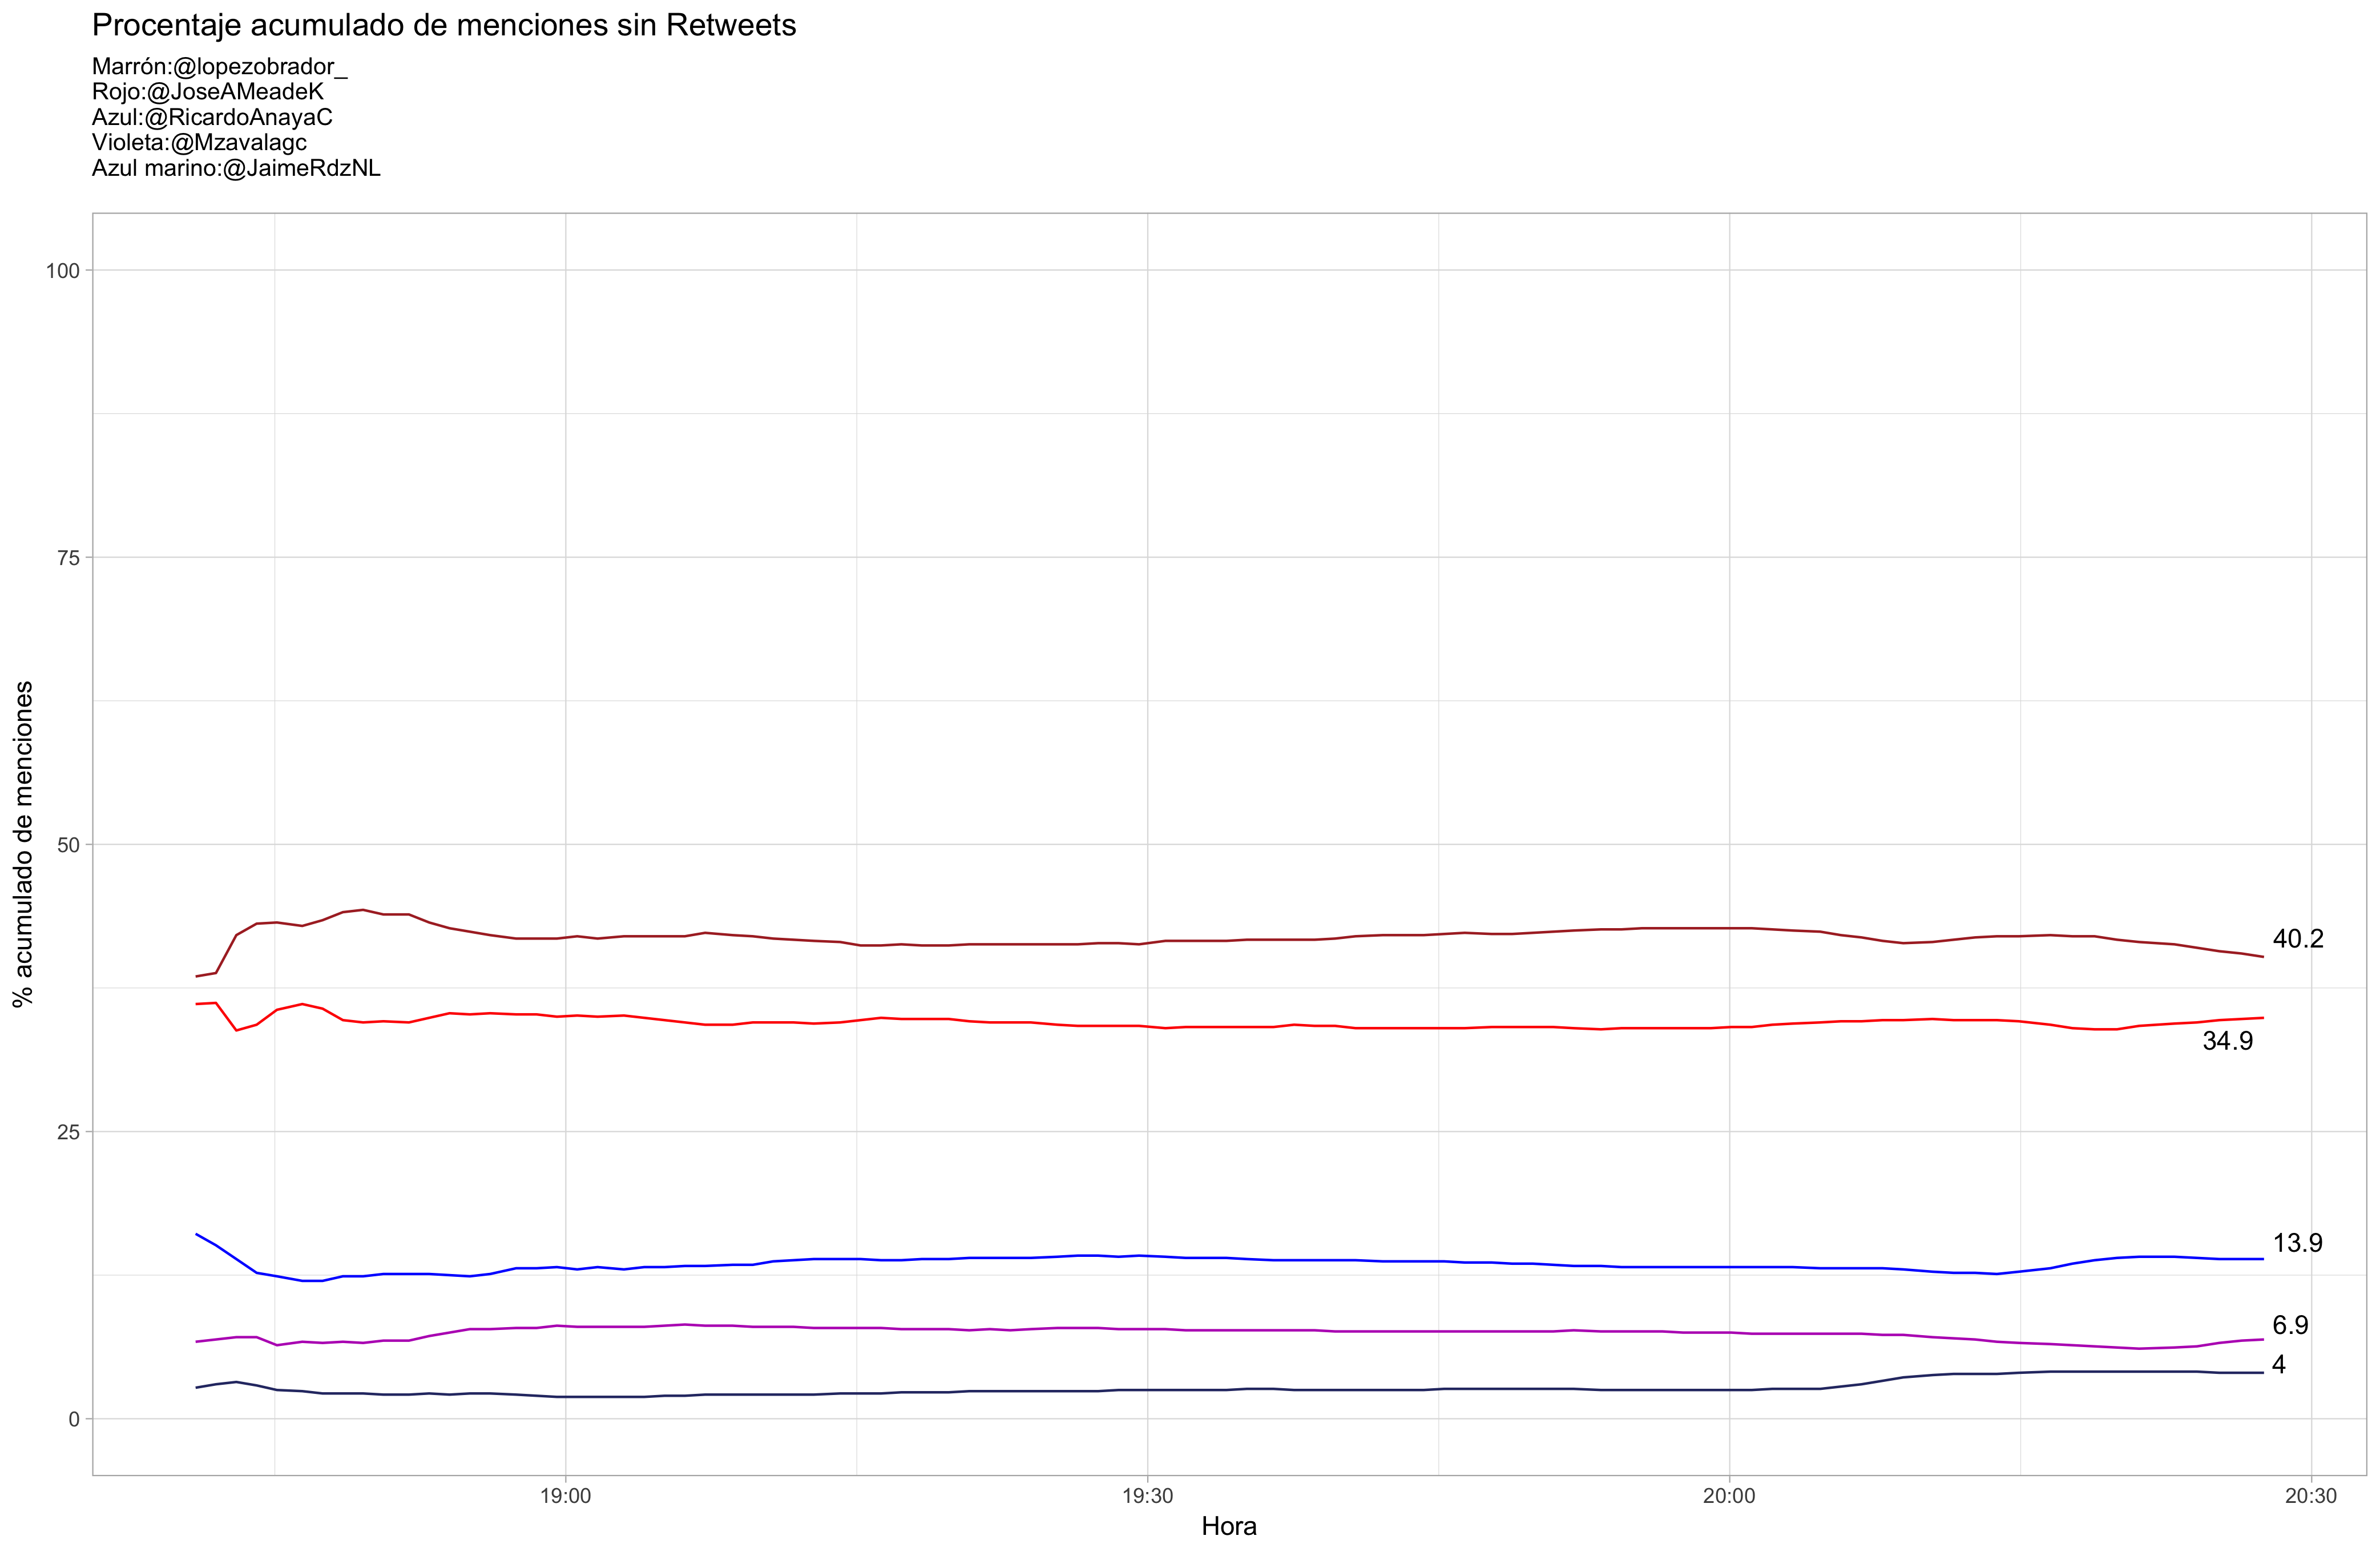 Procentaje acumulado de menciones sin Retweets
Marrón:@lopezobrador_
Rojo:@JoseAMeadeK
Azul:@RicardoAnayaC
Violeta:@Mzavalagc
Azul marino:@JaimeRdzNL
% acumulado de menciones
100
75
50
25
0
40.2
34.9
13.9
6.9
4
19:00
19:30
20:00
20:30
Hora